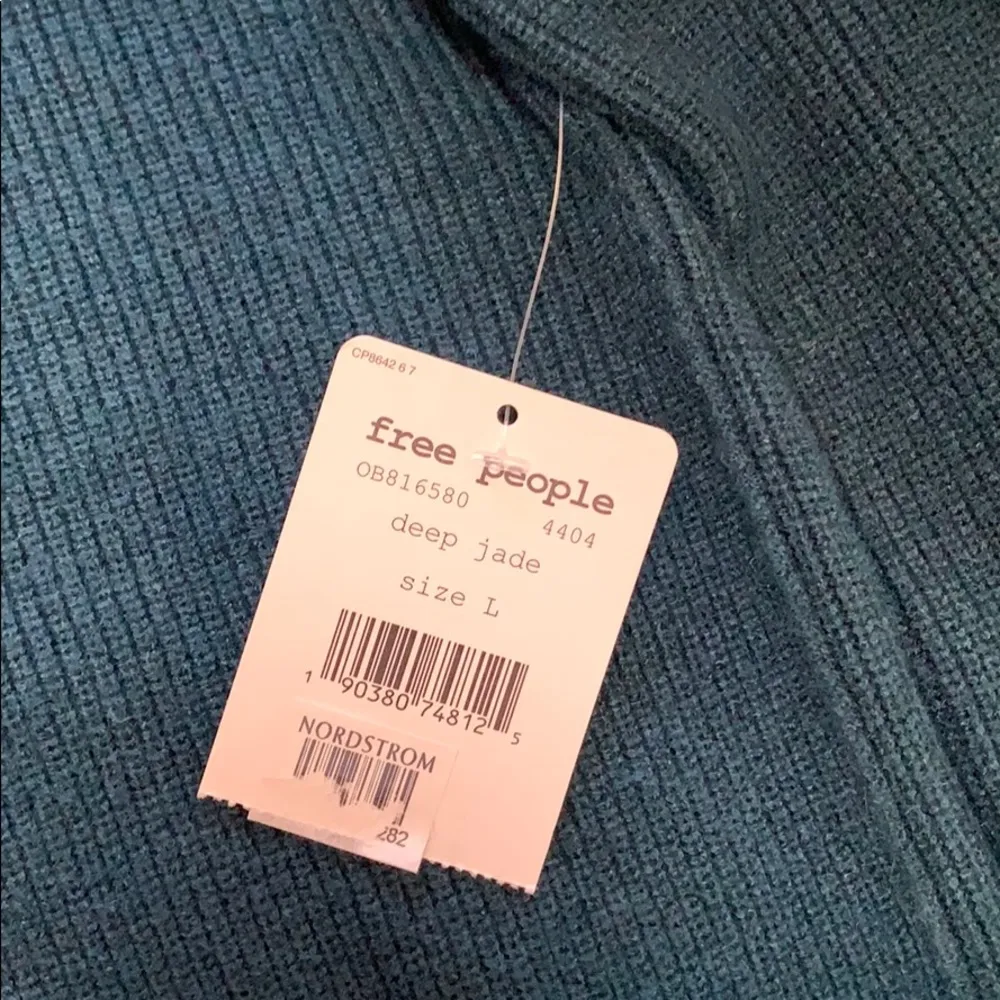 CP8642 6 7
free people
OB816580 4404
deep jade
size L
1 90380 74812 5
NORDSTROM
282